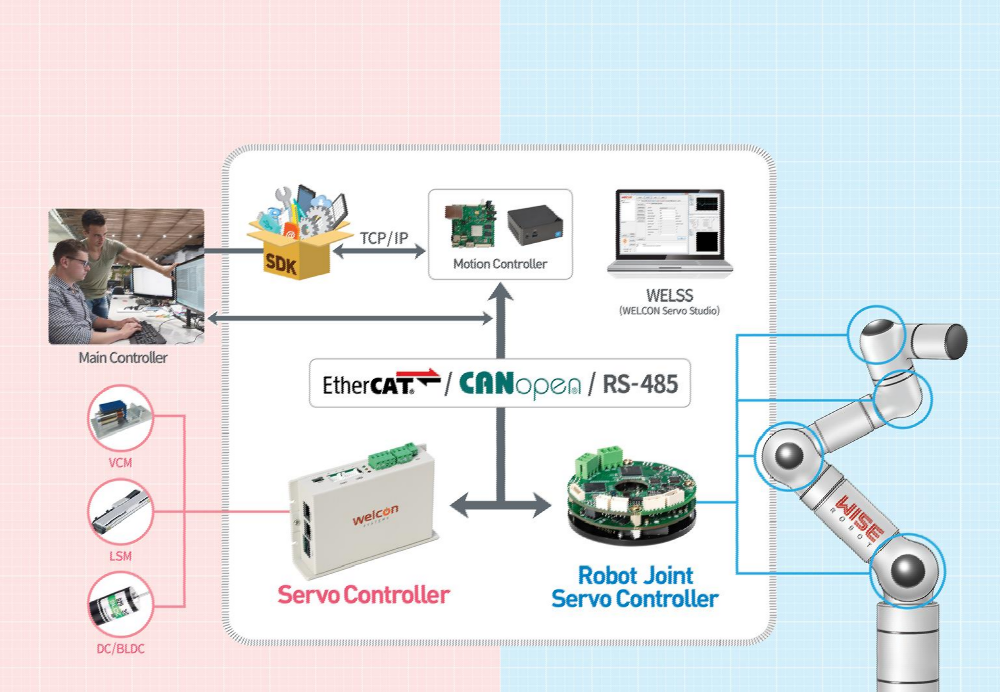 SDK
TCP/IP
Motion Controller
WELSS
(WELCON Servo Studio)
Main Controller
EtherCAT® / CANopen® / RS-485
VCM
LSM
DC/BLDC
welcon
SYSTEMS
Servo Controller
Robot Joint
Servo Controller
WISE
ROBOT